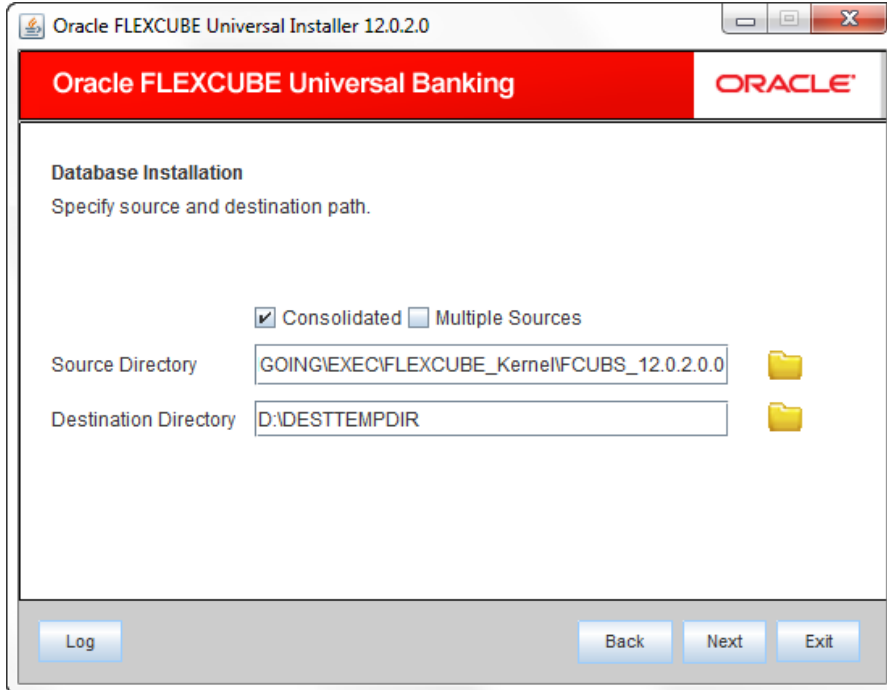 Oracle FLEXCUBE Universal Installer 12.0.2.0
Oracle FLEXCUBE Universal Banking
ORACLE®
Database Installation
Specify source and destination path.
Consolidated Multiple Sources
Source Directory GOING\EXEC\FLEXCUBE_Kernel\FCUBS_12.0.2.0.0
Destination Directory D:\DESTTEMPDIR
Log Back Next Exit